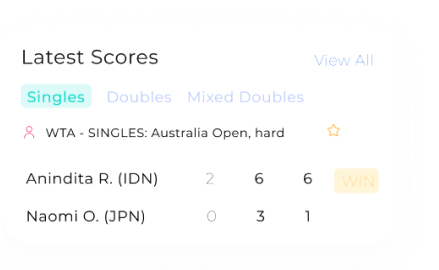 Latest Scores
View All
Singles Doubles Mixed Doubles
WTA - SINGLES: Australia Open, hard
Anindita R. (IDN) 2 6 6 WIN
Naomi O. (JPN) 0 3 1